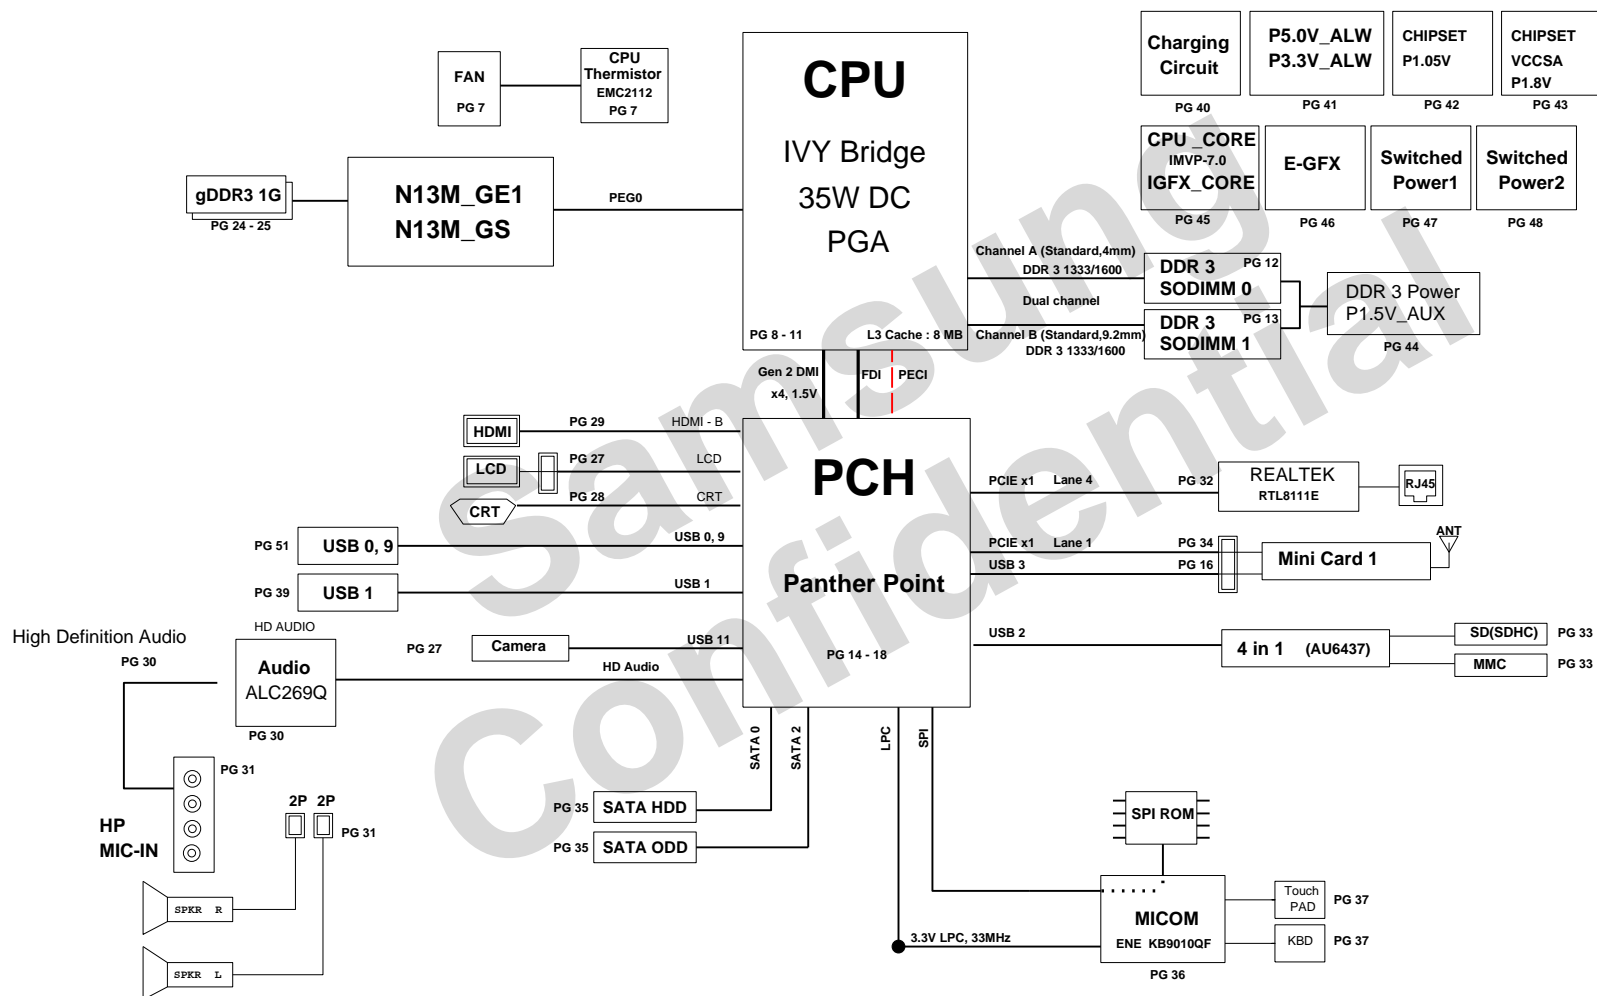 CPU
IVY Bridge
35W DC
PGA
PG 8 - 11
L3 Cache : 8 MB
FAN
PG 7
CPU
Thermistor
EMC2112
PG 7
gDDR3 1G
PG 24 - 25
N13M_GE1
N13M_GS
PEG0
Charging
Circuit
PG 40
P5.0V_ALW
P3.3V_ALW
PG 41
CHIPSET
P1.05V
PG 42
CHIPSET
VCCSA
P1.8V
PG 43
CPU _CORE
IMVP-7.0
IGFX_CORE
PG 45
E-GFX
PG 46
Switched
Power1
PG 47
Switched
Power2
PG 48
Channel A (Standard,4mm)
DDR 3 1333/1600
Dual channel
Channel B (Standard,9.2mm)
DDR 3 1333/1600
DDR 3
PG 12
SODIMM 0
DDR 3
PG 13
SODIMM 1
DDR 3 Power
P1.5V_AUX
PG 44
Gen 2 DMI
x4, 1.5V
FDI
PECI
PCH
Panther Point
PG 14 - 18
HDMI
PG 29
HDMI - B
LCD
PG 27
LCD
CRT
PG 28
CRT
PG 51
USB 0, 9
USB 0, 9
PG 39
USB 1
USB 1
PG 27
Camera
USB 11
High Definition Audio
PG 30
HD AUDIO
Audio
ALC269Q
PG 30
HD Audio
PG 31
HP
MIC-IN
2P
2P
PG 31
SPKR R
SPKR L
SATA 0
SATA 2
PG 35
SATA HDD
PG 35
SATA ODD
LPC
SPI
PCIE x1
Lane 4
PG 32
REALTEK
RTL8111E
RJ45
PCIE x1
Lane 1
PG 34
USB 3
PG 16
Mini Card 1
ANT
USB 2
4 in 1 (AU6437)
SD(SDHC)
PG 33
MMC
PG 33
SPI ROM
MICOM
ENE KB9010QF
PG 36
3.3V LPC, 33MHz
Touch
PAD
PG 37
KBD
PG 37
Samsung
Confidential